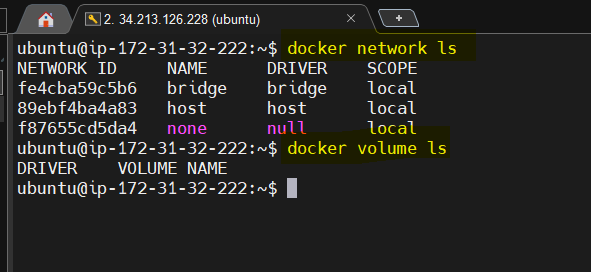 2. 34.213.126.228 (ubuntu)
ubuntu@ip-172-31-32-222:~$ docker network ls
NETWORK ID     NAME      DRIVER    SCOPE
fe4cba59c5b6   bridge    bridge    local
89ebf4ba4a83   host      host      local
f87655cd5da4   none      null      local
ubuntu@ip-172-31-32-222:~$ docker volume ls
DRIVER    VOLUME NAME
ubuntu@ip-172-31-32-222:~$